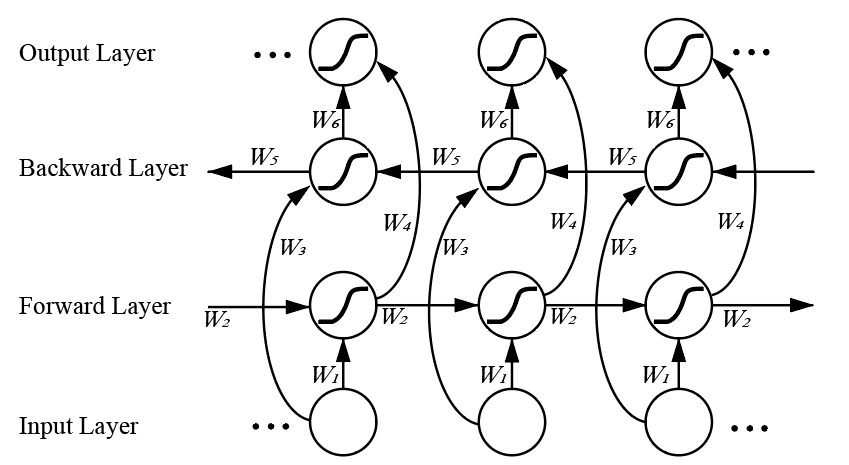 Output Layer ... ...
W₆ W₆ W₆
Backward Layer W₅ W₅ W₅
W₃ W₄ W₃ W₄ W₃ W₄
Forward Layer
W₂ W₂ W₂ W₂
W₁ W₁ W₁
Input Layer ... ...